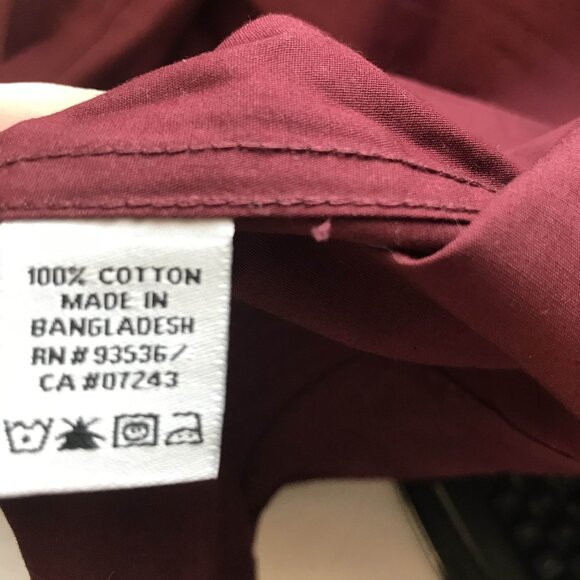 100% COTTON
MADE IN
BANGLADESH
RN # 93536/
CA #07243